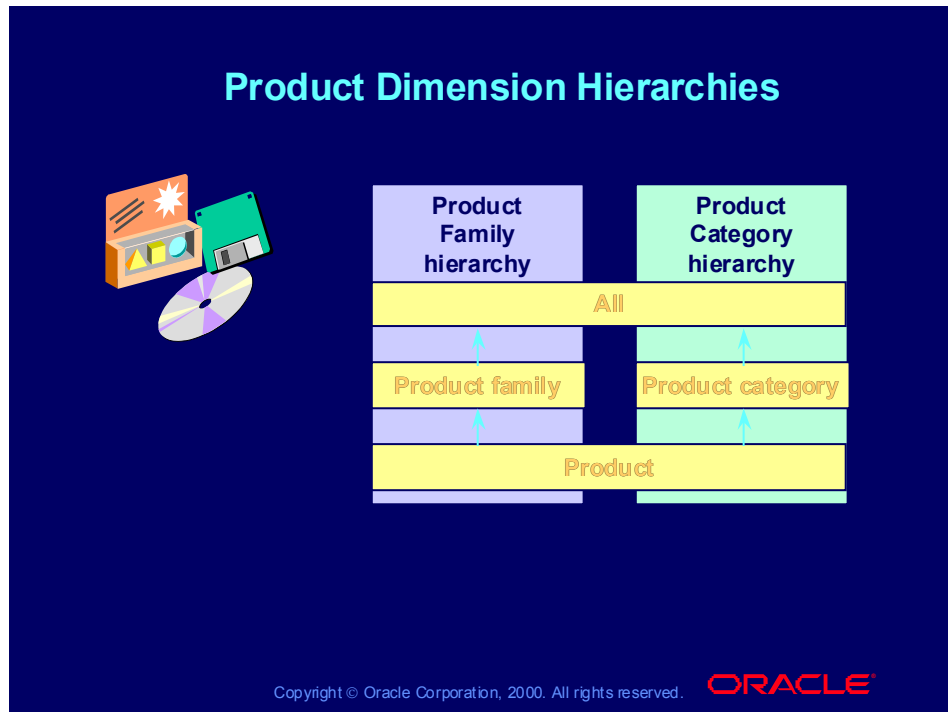 Product Dimension Hierarchies
Product
Family
hierarchy
Product
Category
hierarchy
All
Product family
Product category
Product
Copyright © Oracle Corporation, 2000. All rights reserved.
ORACLE®